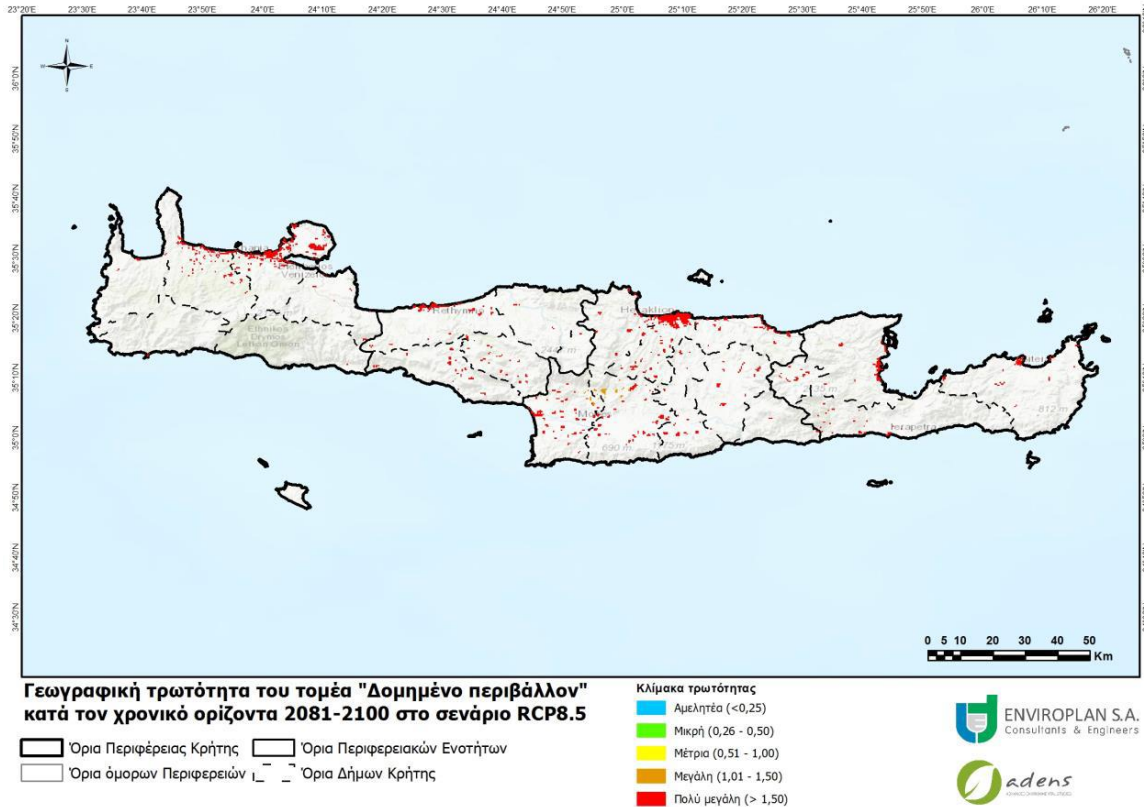 23°20'E 23°30'E 23°40'E 23°50'E 24°0'E 24°10'E 24°20'E 24°30'E 24°40'E 24°50'E 25°0'E 25°10'E 25°20'E 25°30'E 25°40'E 25°50'E 26°0'E 26°10'E 26°20'E
N
W E
S
36°0'N
35°50'N
35°40'N
35°30'N
35°20'N
35°10'N
35°0'N
34°50'N
34°40'N
34°30'N
Ethnikos
Drymos
Ierapetra
812 m
690 m
0 5 10 20 30 40 50
Km
Γεωγραφική τρωτότητα του τομέα "Δομημένο περιβάλλον"
κατά τον χρονικό ορίζοντα 2081-2100 στο σενάριο RCP8.5
Όρια Περιφέρειας Κρήτης Όρια Περιφερειακών Ενοτήτων
Όρια όμορων Περιφερειών Όρια Δήμων Κρήτης
Κλίμακα τρωτότητας
Αμελητέα (<0,25)
Μικρή (0,26 - 0,50)
Μέτρια (0,51 - 1,00)
Μεγάλη (1,01 - 1,50)
Πολύ μεγάλη (> 1,50)
ENVIROPLAN S.A.
Consultants & Engineers
adens